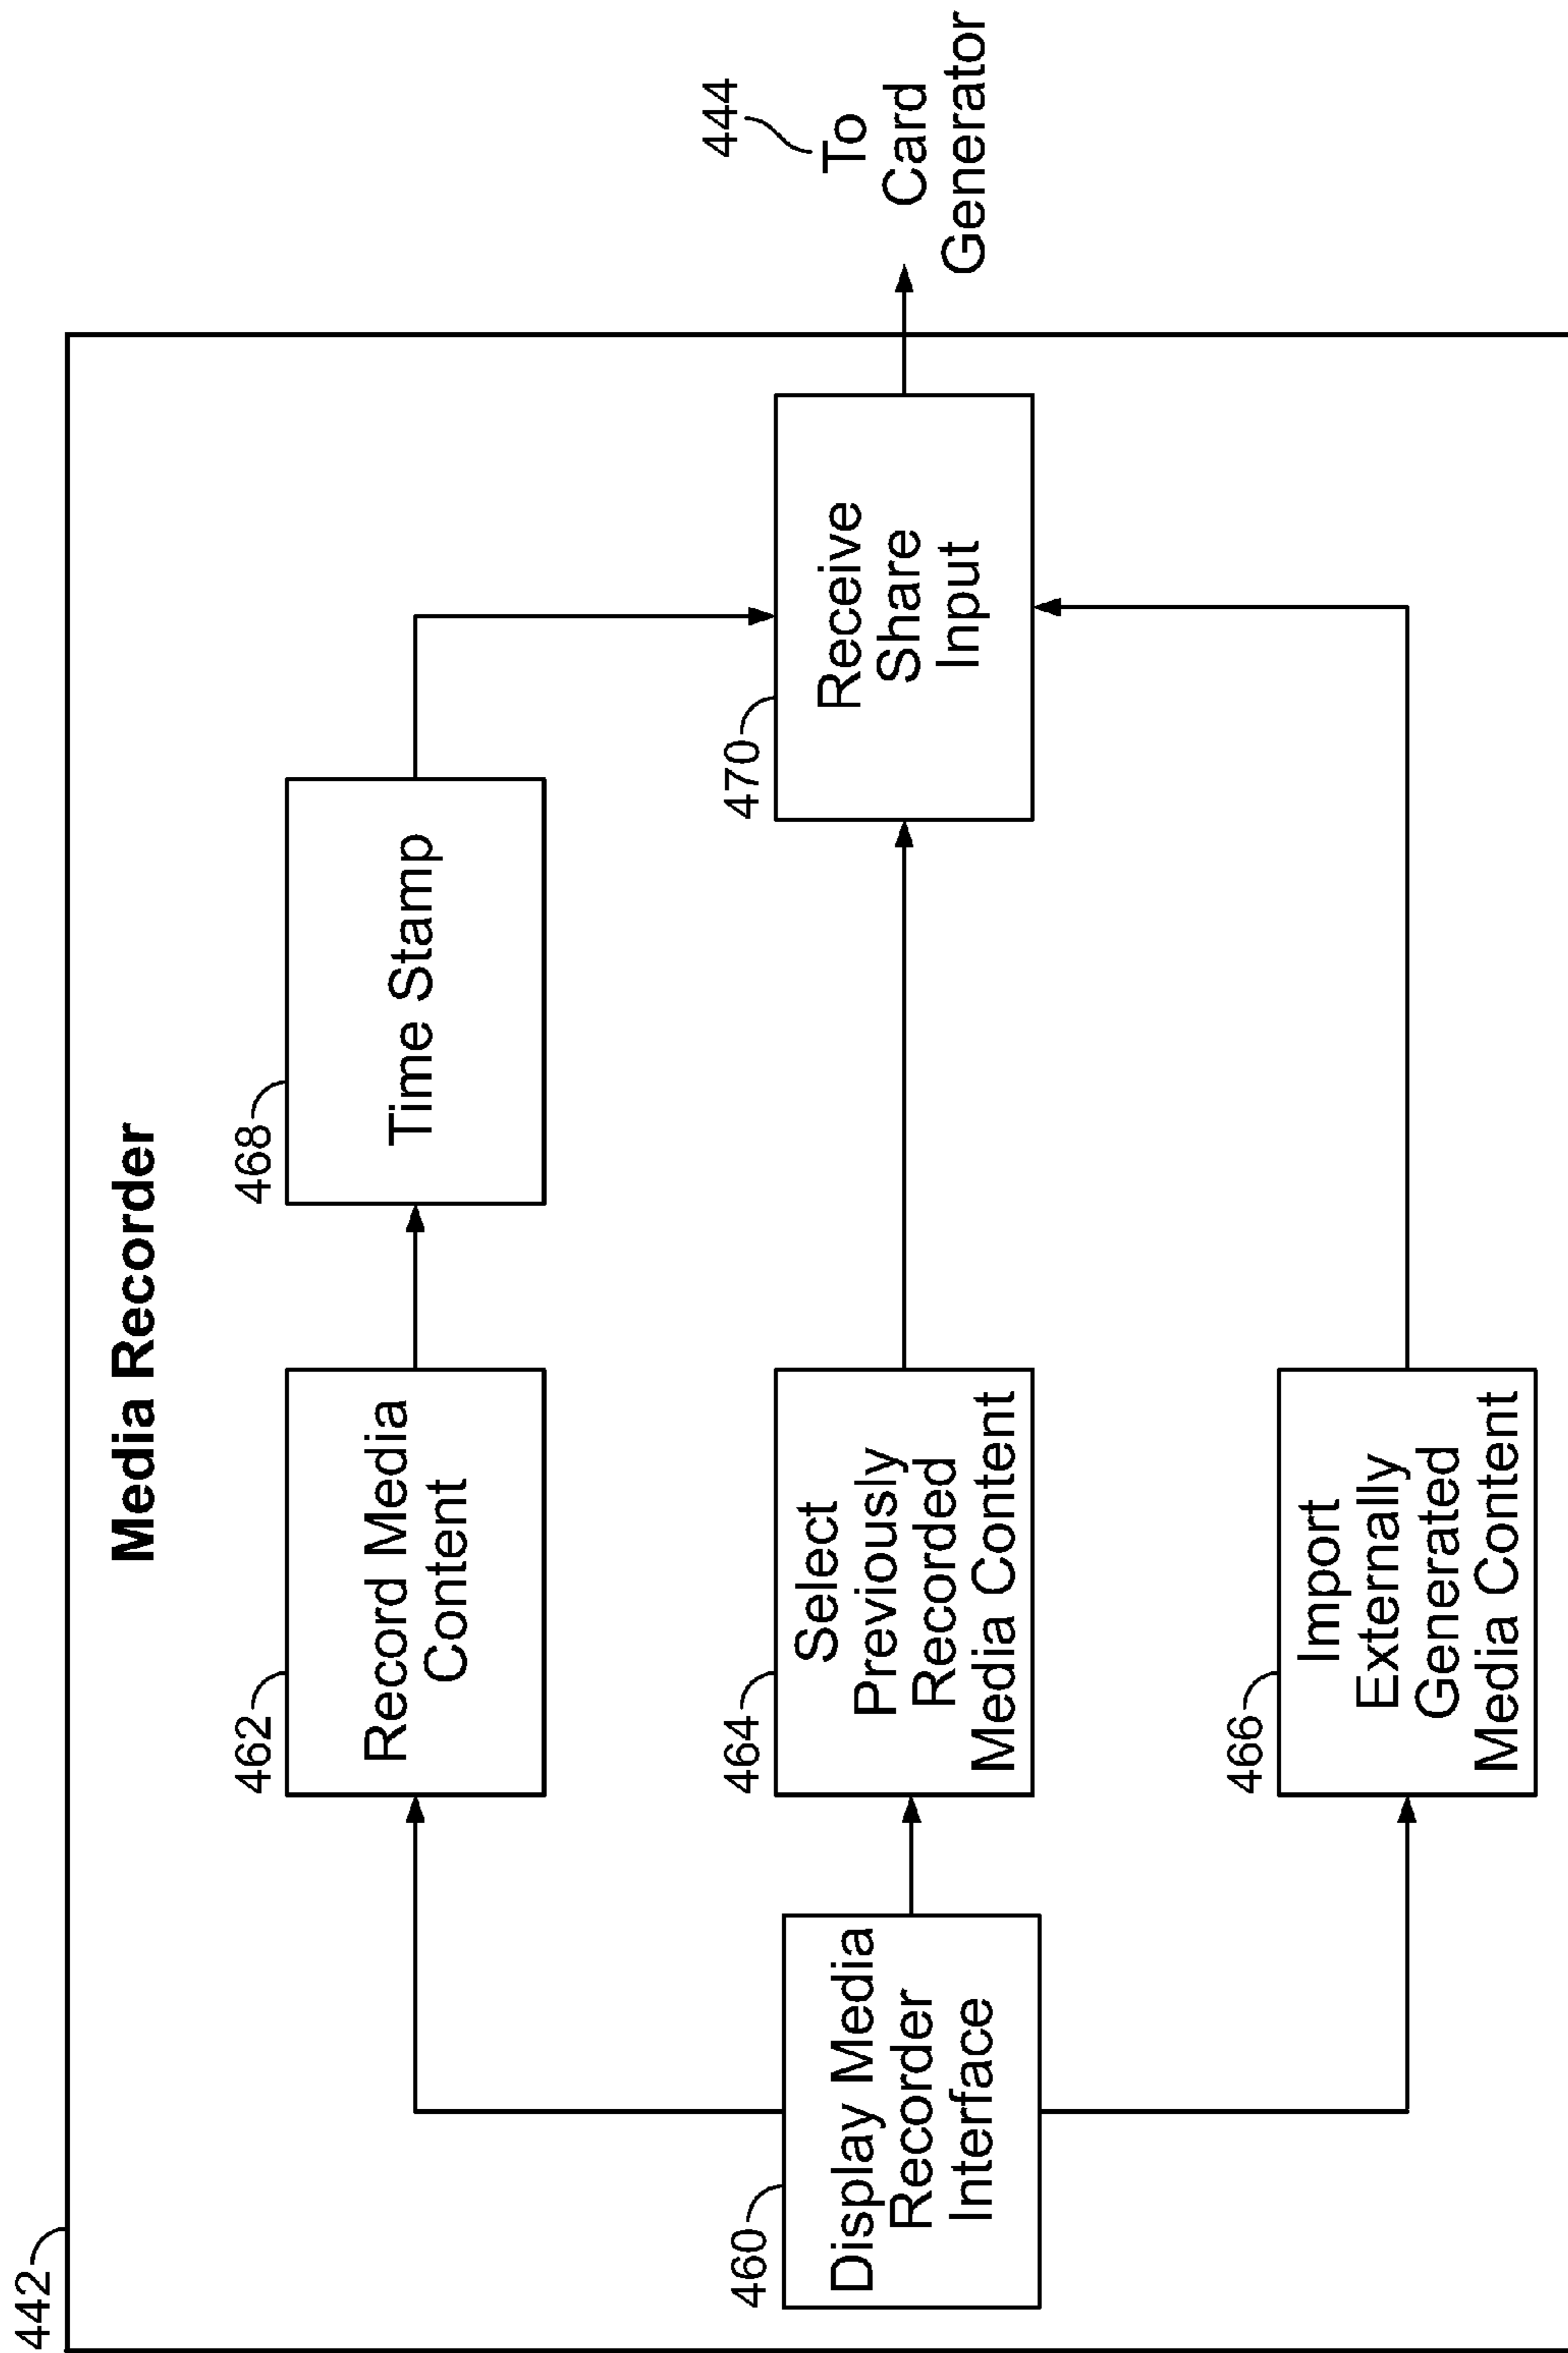 442
Media Recorder
460
Display Media
Recorder
Interface
462
Record Media
Content
464
Select
Previously
Recorded
Media Content
466
Import
Externally
Generated
Media Content
468
Time Stamp
470
Receive
Share
Input
444
To
Card
Generator